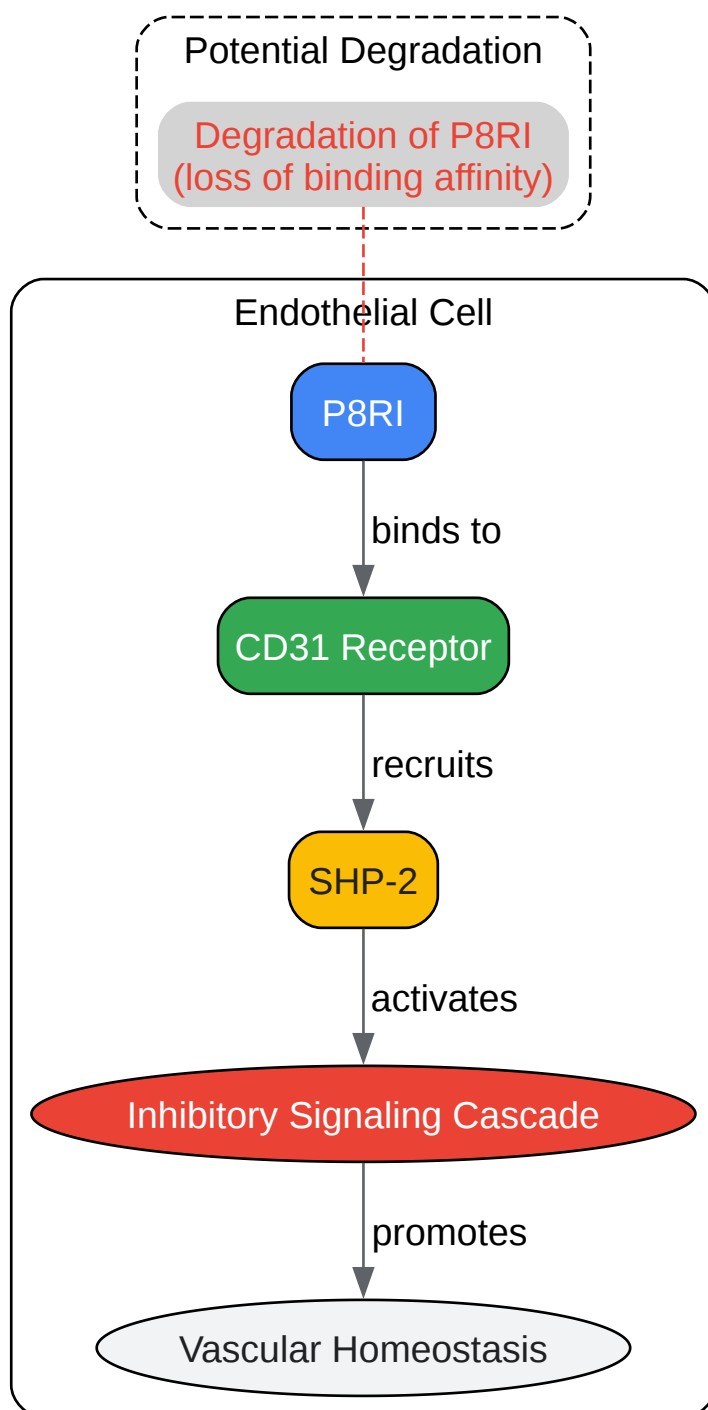 Potential Degradation
Degradation of P8RI
(loss of binding affinity)
Endothelial Cell
P8RI
binds to
CD31 Receptor
recruits
SHP-2
activates
Inhibitory Signaling Cascade
promotes
Vascular Homeostasis